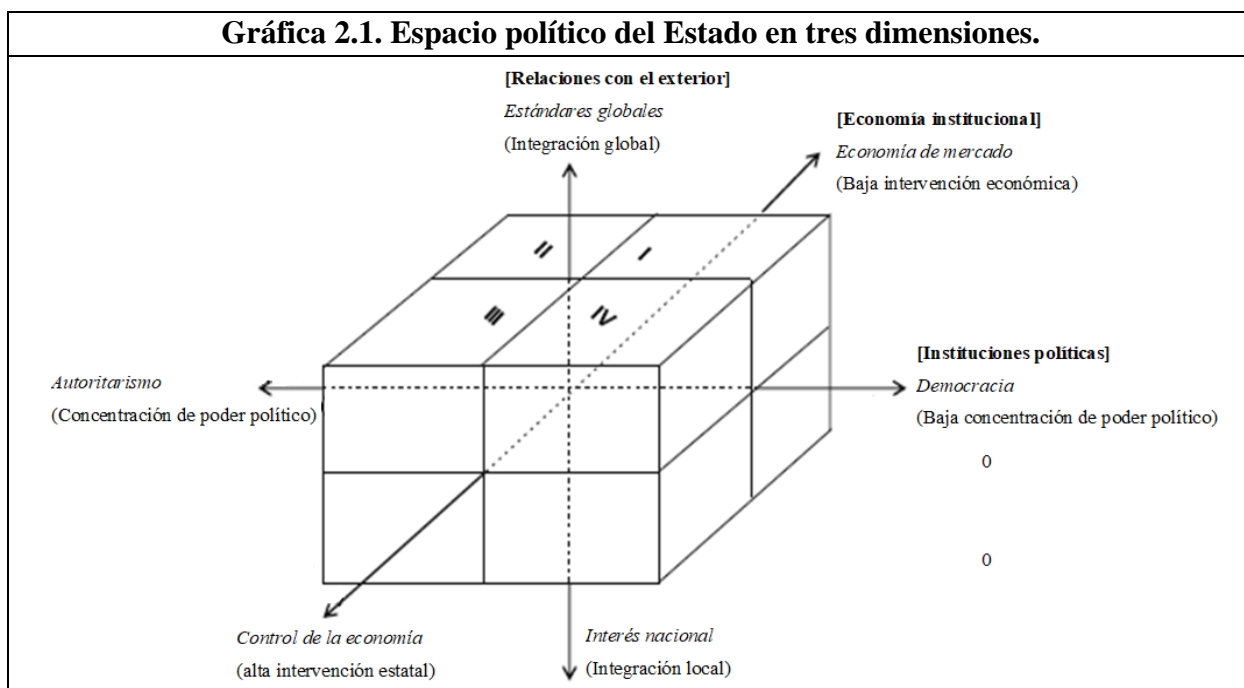 Gráfica 2.1. Espacio político del Estado en tres dimensiones.
[Relaciones con el exterior]
Estándares globales
(Integración global)
[Economía institucional]
Economía de mercado
(Baja intervención económica)
II
I
III
IV
[Instituciones políticas]
Autoritarismo
Democracia
(Concentración de poder político)
(Baja concentración de poder político)
0
0
Control de la economía
(alta intervención estatal)
Interés nacional
(Integración local)